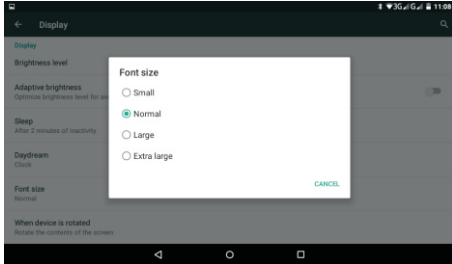 3G G 11:08
Display
Display
Brightness level
Adaptive brightness
Optimize brightness level for av
Sleep
After 2 minutes of inactivity
Daydream
Clock
Font size
Normal
When device is rotated
Rotate the contents of the screen
Font size
Small
Normal
Large
Extra large
CANCEL